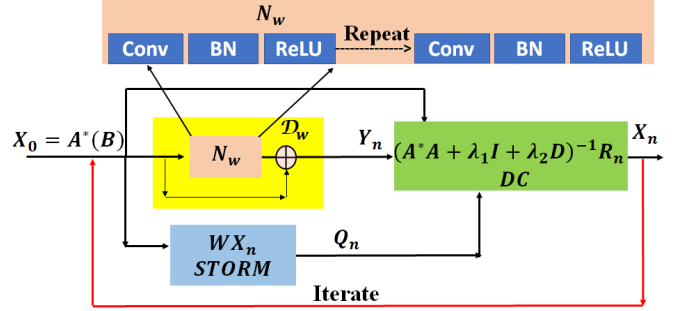 N_w
Conv BN ReLU Repeat Conv BN ReLU
X_0 = A^*(B)
𝒟_w
N_w
Y_n
(A^*A + λ_1I + λ_2D)^{-1}R_n
DC
X_n
WX_n
STORM
Q_n
Iterate